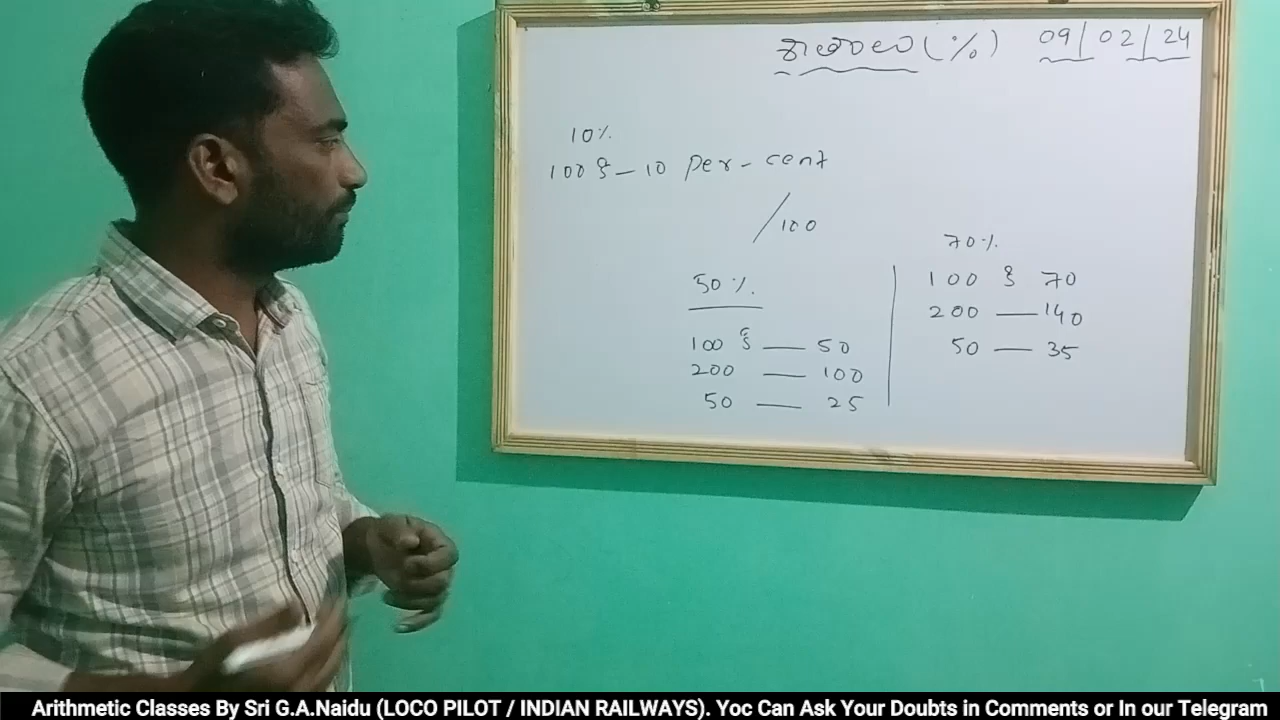 శాతాలు (%) 09/02/24
10%
100కి - 10 per-cent
/100
50%
100 కి — 50
200 — 100
50 — 25
70%
100 కి 70
200 — 140
50 — 35
Arithmetic Classes By Sri G.A.Naidu (LOCO PILOT / INDIAN RAILWAYS). Yoc Can Ask Your Doubts in Comments or In our Telegram